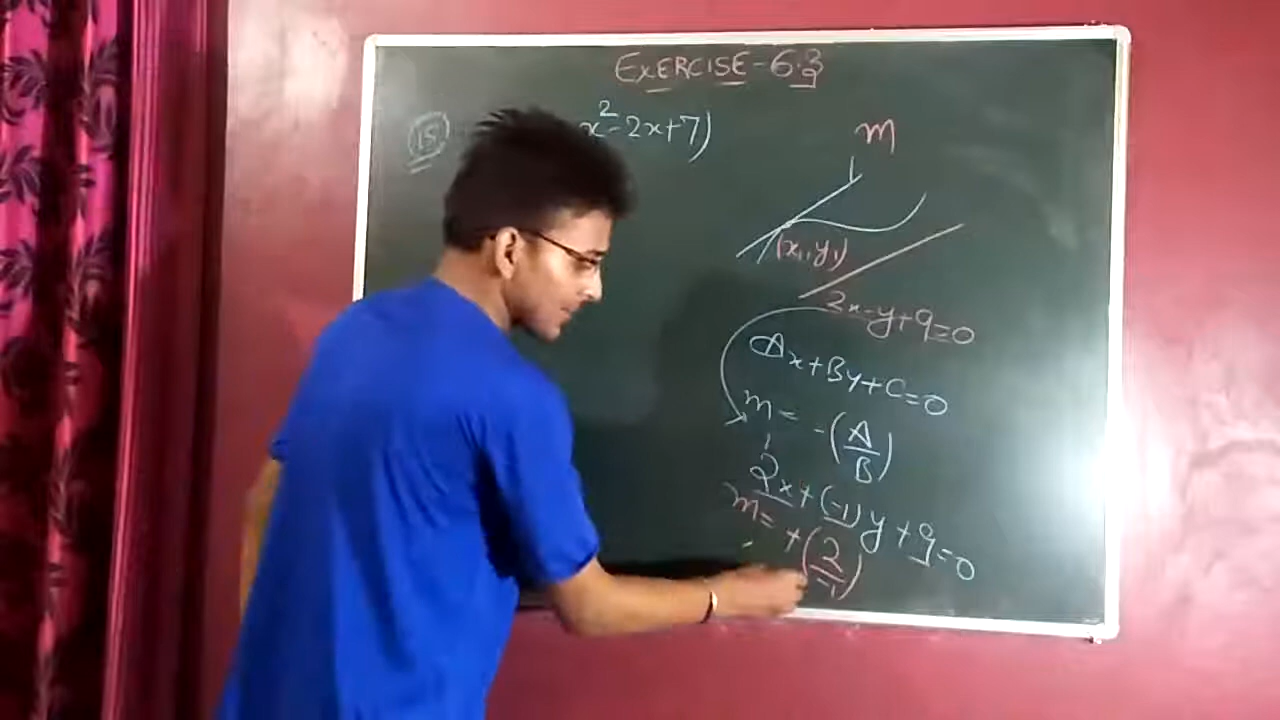 EXERCISE-6.3
15
x²-2x+7)
m
(x₁,y₁)
2x-y+9=0
Ax+By+C=0
m = -(A/B)
2x+(-1)y+9=0
m= +(2/-1)